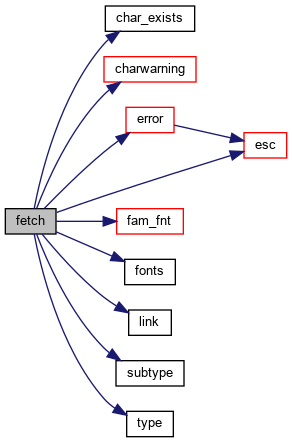 char_exists
charwarning
error
esc
fetch
fam_fnt
fonts
link
subtype
type